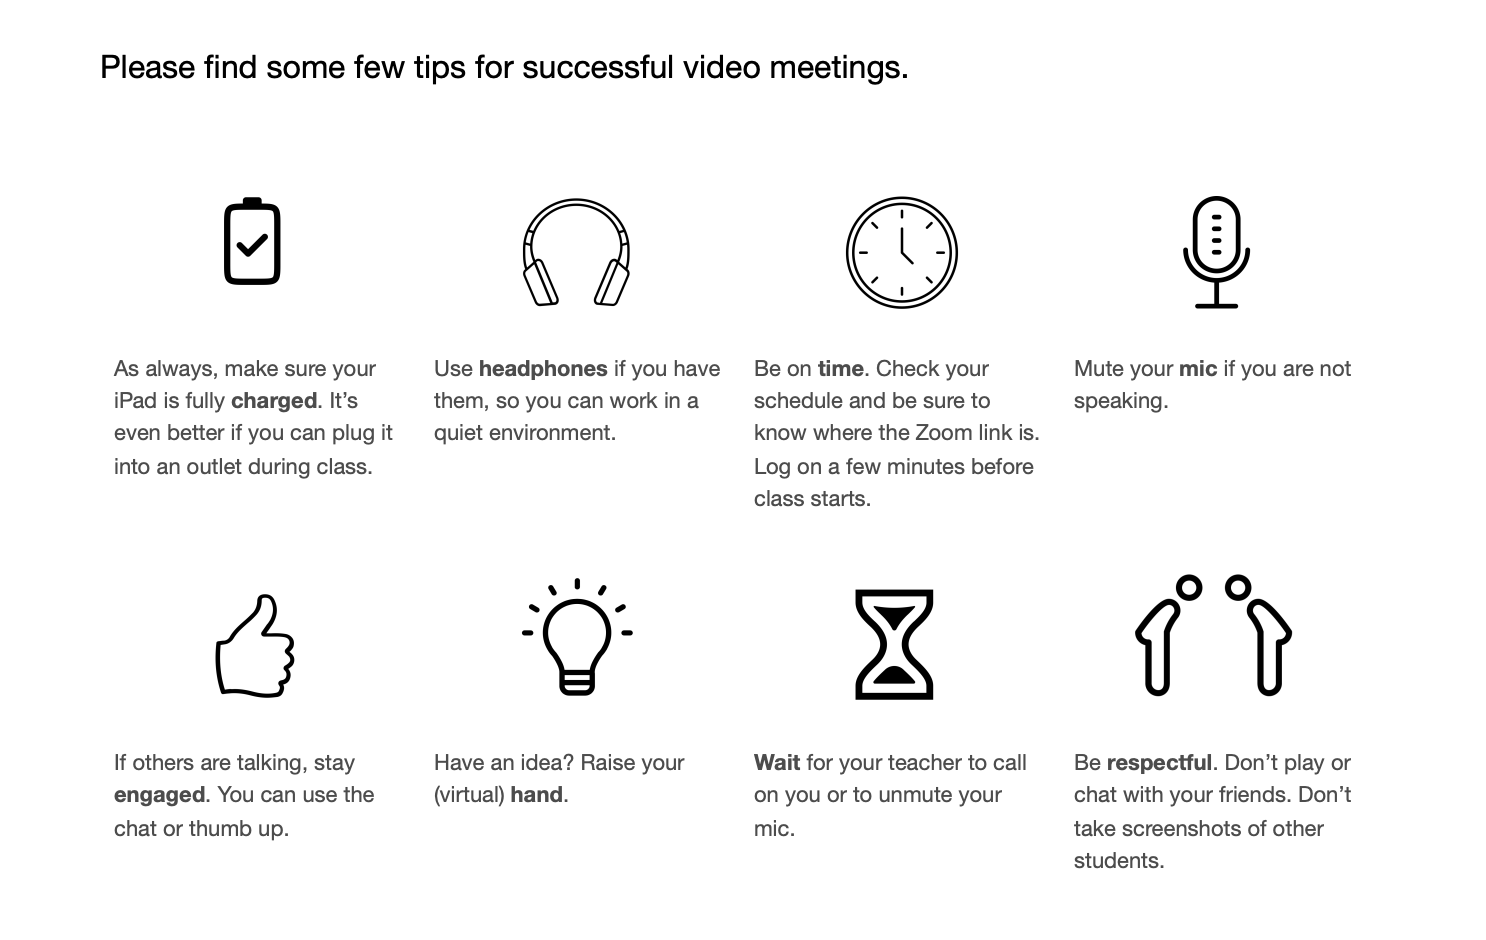 Please find some few tips for successful video meetings.
As always, make sure your
iPad is fully charged. It’s
even better if you can plug it
into an outlet during class.
Use headphones if you have
them, so you can work in a
quiet environment.
Be on time. Check your
schedule and be sure to
know where the Zoom link is.
Log on a few minutes before
class starts.
Mute your mic if you are not
speaking.
If others are talking, stay
engaged. You can use the
chat or thumb up.
Have an idea? Raise your
(virtual) hand.
Wait for your teacher to call
on you or to unmute your
mic.
Be respectful. Don’t play or
chat with your friends. Don’t
take screenshots of other
students.